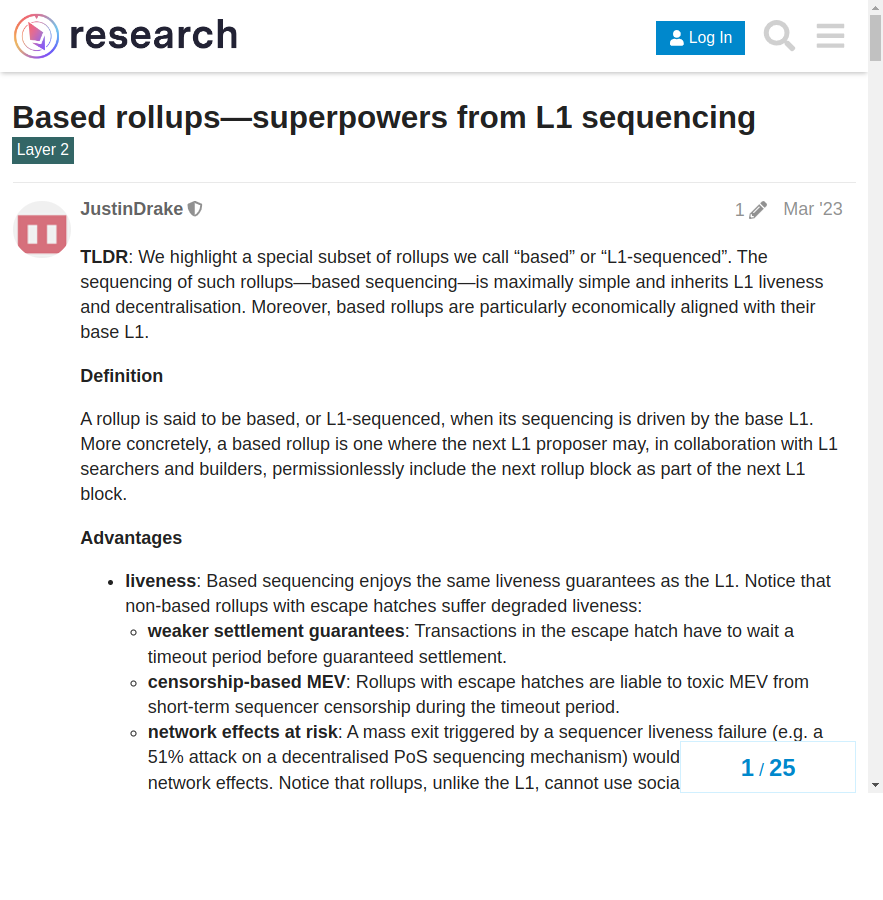 research
Log In
Based rollups—superpowers from L1 sequencing
Layer 2
JustinDrake
1
Mar '23
TLDR: We highlight a special subset of rollups we call “based” or “L1-sequenced”. The
sequencing of such rollups—based sequencing—is maximally simple and inherits L1 liveness
and decentralisation. Moreover, based rollups are particularly economically aligned with their
base L1.
Definition
A rollup is said to be based, or L1-sequenced, when its sequencing is driven by the base L1.
More concretely, a based rollup is one where the next L1 proposer may, in collaboration with L1
searchers and builders, permissionlessly include the next rollup block as part of the next L1
block.
Advantages
• liveness: Based sequencing enjoys the same liveness guarantees as the L1. Notice that
non-based rollups with escape hatches suffer degraded liveness:
◦ weaker settlement guarantees: Transactions in the escape hatch have to wait a
timeout period before guaranteed settlement.
◦ censorship-based MEV: Rollups with escape hatches are liable to toxic MEV from
short-term sequencer censorship during the timeout period.
◦ network effects at risk: A mass exit triggered by a sequencer liveness failure (e.g. a
51% attack on a decentralised PoS sequencing mechanism) would
network effects. Notice that rollups, unlike the L1, cannot use socia
1 / 25